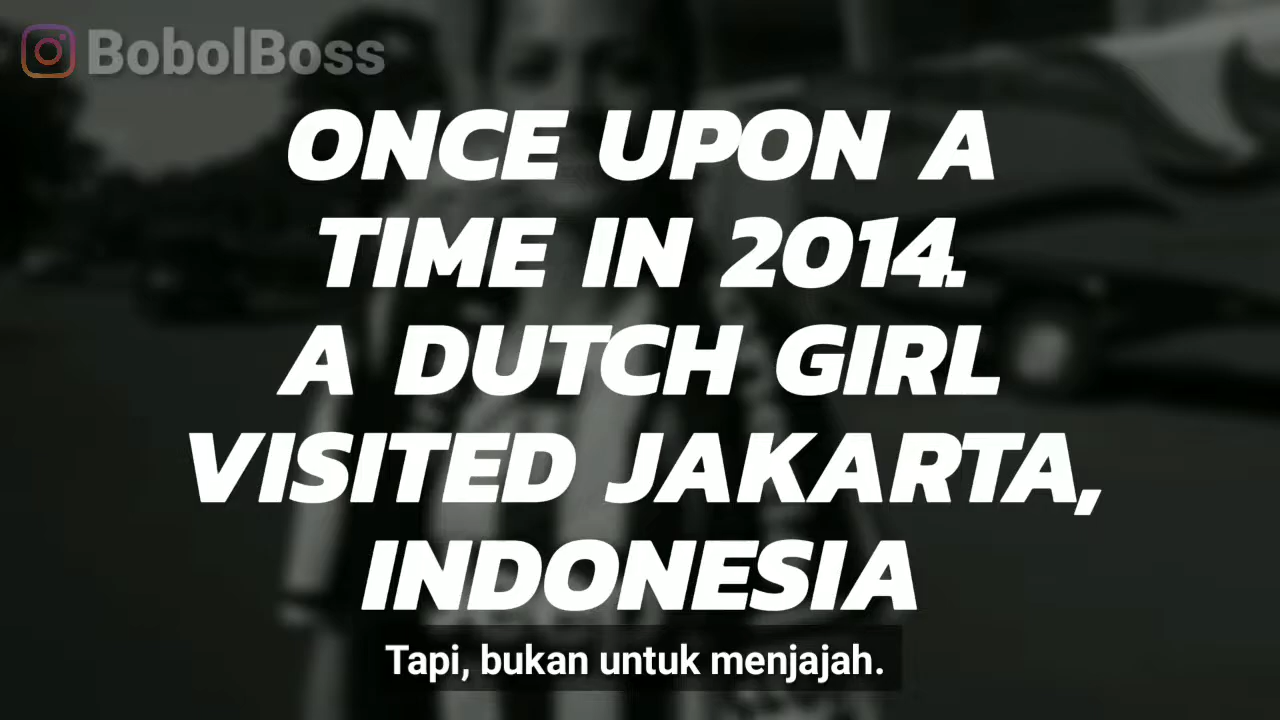 BobolBoss
ONCE UPON A
TIME IN 2014.
A DUTCH GIRL
VISITED JAKARTA,
INDONESIA
Tapi, bukan untuk menjajah.